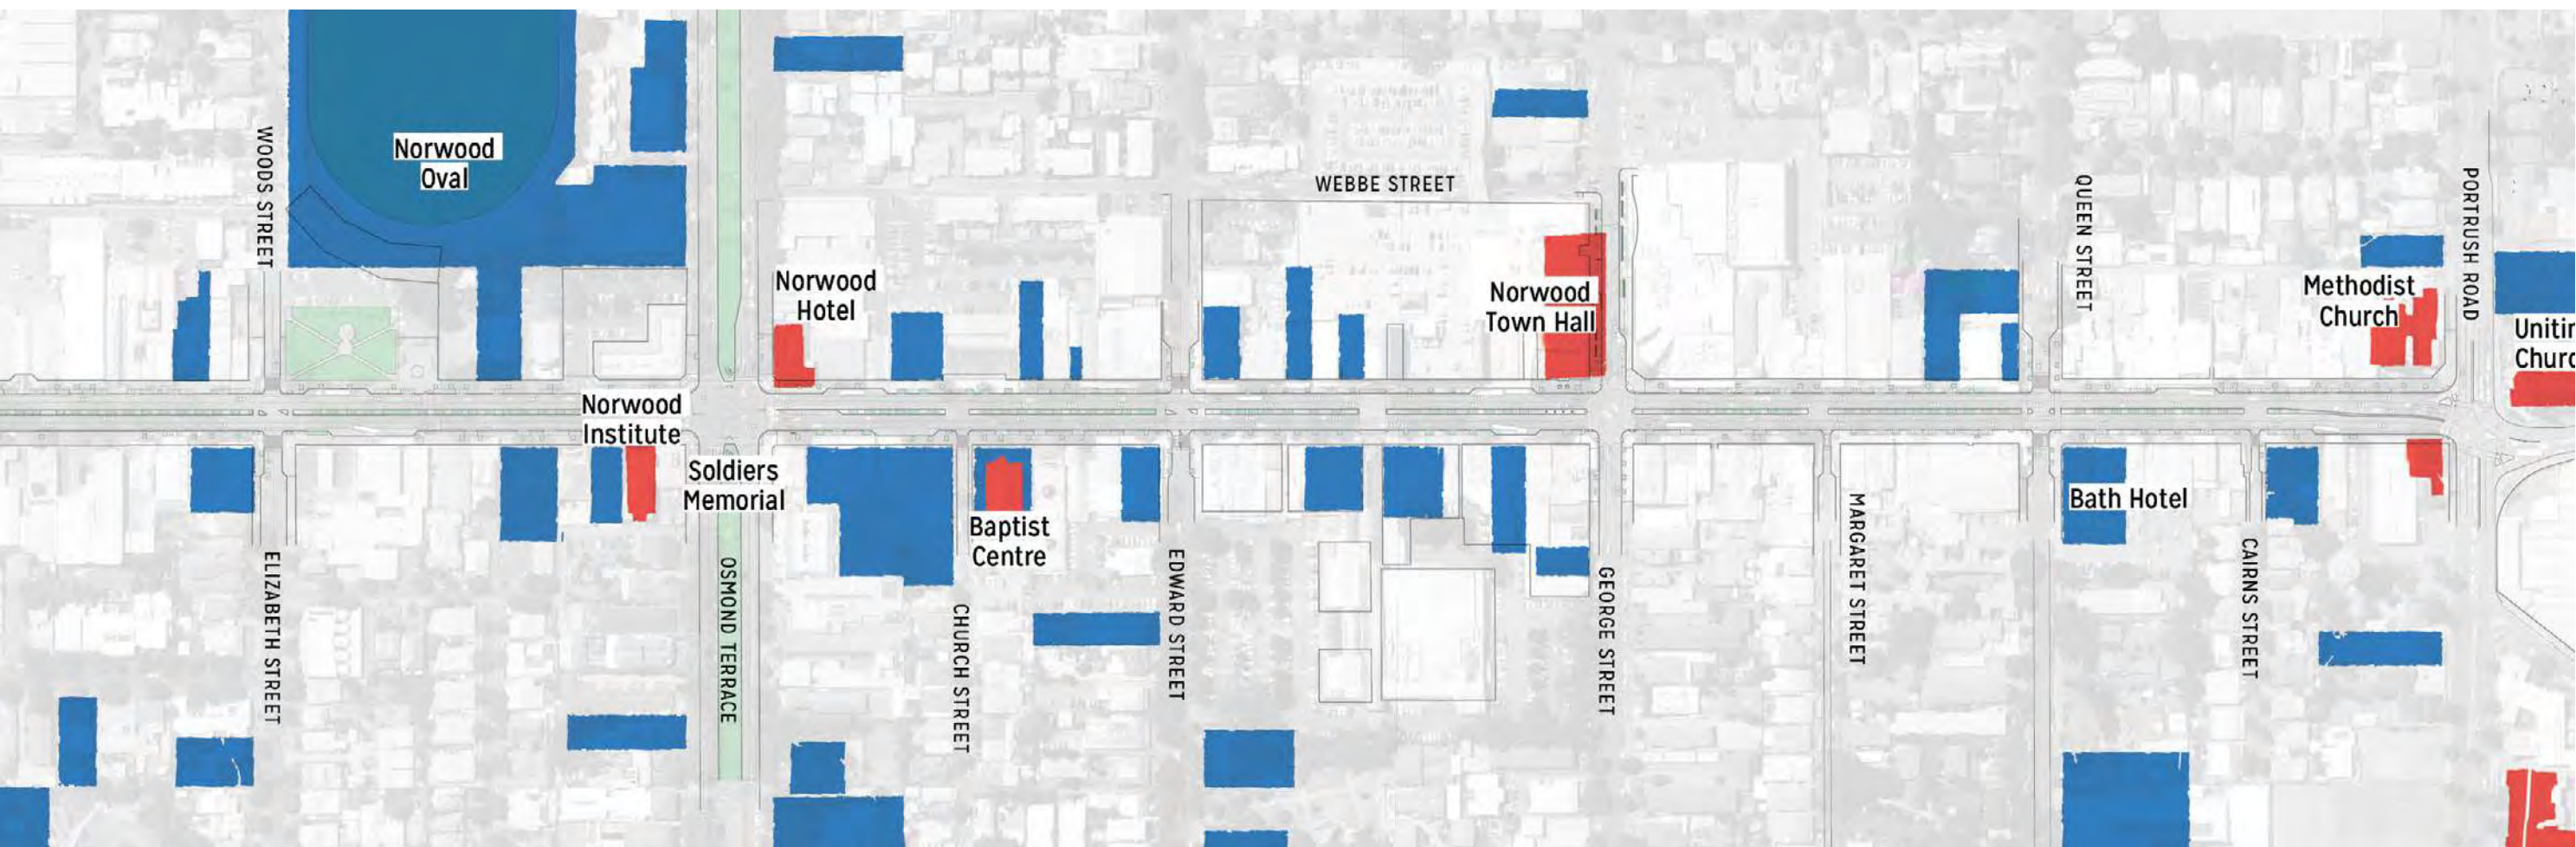 Norwood
Oval
WOODS STREET
WEBBE STREET
QUEEN STREET
PORTRUSH ROAD
Norwood
Hotel
Norwood
Town Hall
Methodist
Church
Unitin
Churc
Norwood
Institute
Soldiers
Memorial
Baptist
Centre
Bath Hotel
ELIZABETH STREET
OSMOND TERRACE
CHURCH STREET
EDWARD STREET
GEORGE STREET
MARGARET STREET
CAIRNS STREET